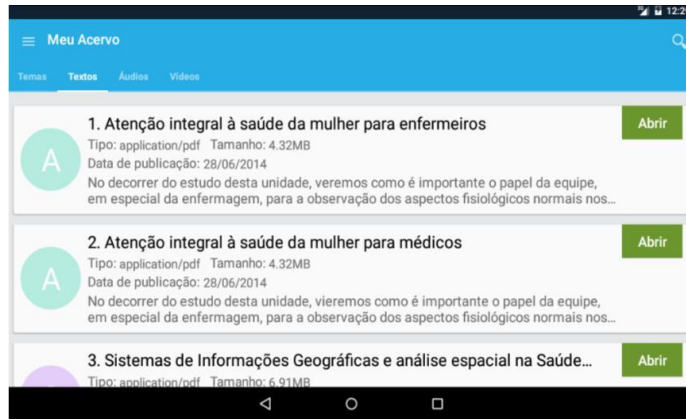 12:2
Meu Acervo
Temas Textos Áudios Vídeos
A
1. Atenção integral à saúde da mulher para enfermeiros
Abrir
Tipo: application/pdf Tamanho: 4.32MB
Data de publicação: 28/06/2014
No decorrer do estudo desta unidade, veremos como é importante o papel da equipe,
em especial da enfermagem, para a observação dos aspectos fisiológicos normais nos...
A
2. Atenção integral à saúde da mulher para médicos
Abrir
Tipo: application/pdf Tamanho: 4.32MB
Data de publicação: 28/06/2014
No decorrer do estudo desta unidade, vieremos como é importante o papel da equipe,
em especial da enfermagem, para a observação dos aspectos fisiológicos normais nos...
3. Sistemas de Informações Geográficas e análise espacial na Saúde...
Abrir
Tipo: application/pdf Tamanho: 6.91MB